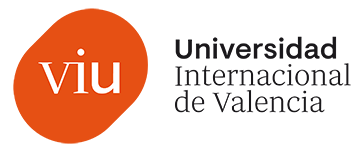 viu
Universidad
Internacional
de Valencia